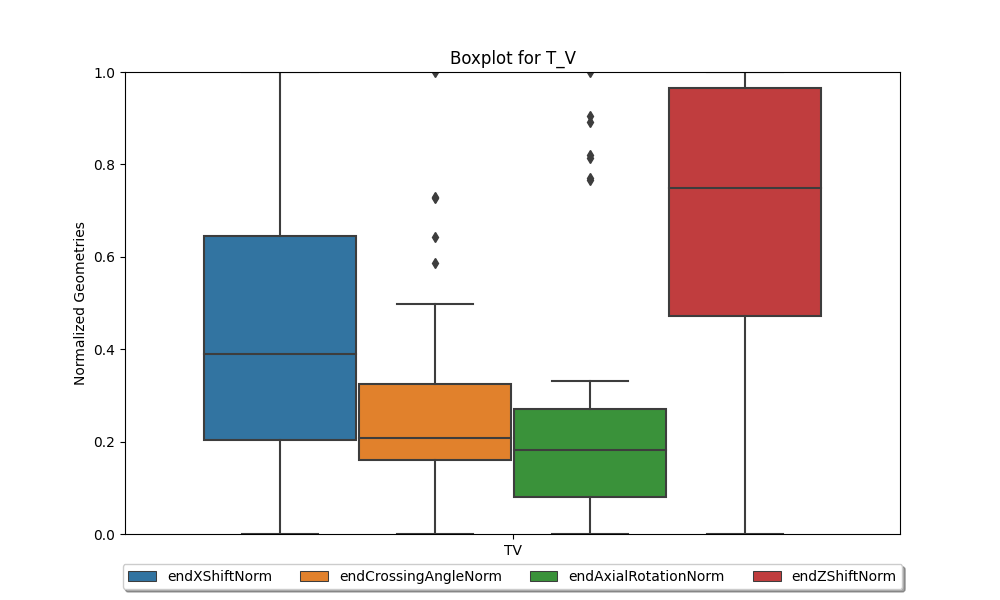 Boxplot for T_V
Normalized Geometries
1.0
0.8
0.6
0.4
0.2
0.0
TV
endXShiftNorm endCrossingAngleNorm endAxialRotationNorm endZShiftNorm